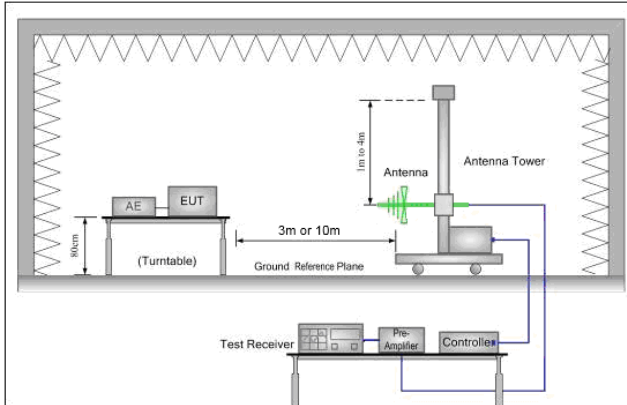 1m to 4m
Antenna
Antenna Tower
AE
EUT
3m or 10m
80cm
(Turntable)
Ground Reference Plane
Test Receiver
Pre-
Amplifier
Controller